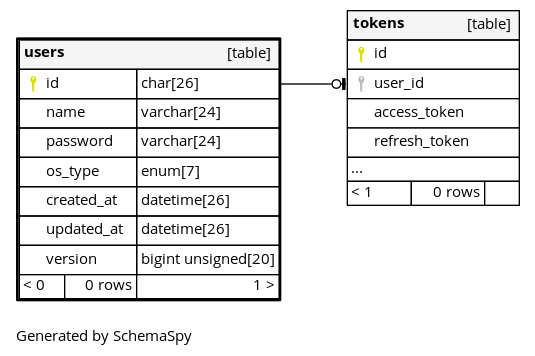 users [table]
id char[26]
name varchar[24]
password varchar[24]
os_type enum[7]
created_at datetime[26]
updated_at datetime[26]
version bigint unsigned[20]
< 0 0 rows 1 >
tokens [table]
id
user_id
access_token
refresh_token
...
< 1 0 rows
Generated by SchemaSpy